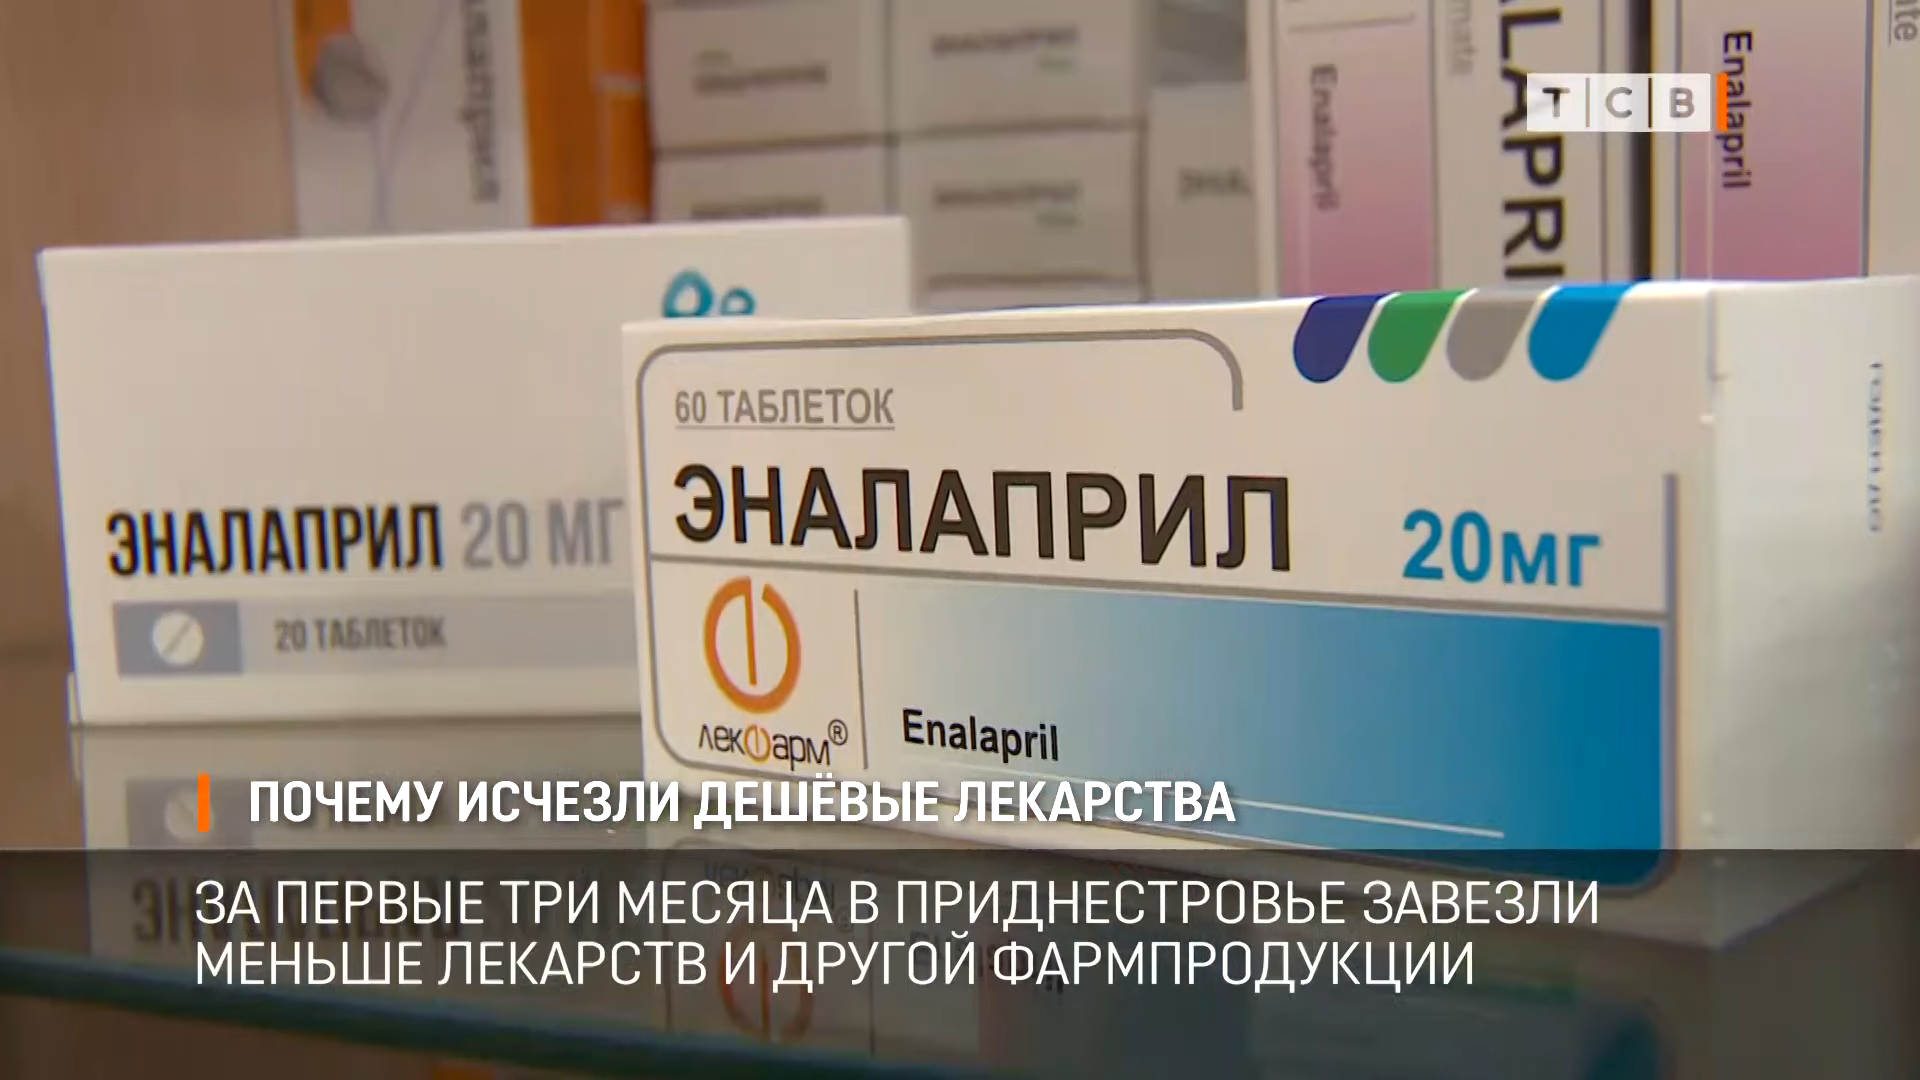 Enalapril
ТСВ
Enalapril
ЭНАЛАПРИЛ 20 МГ
20 ТАБЛЕТОК
60 ТАБЛЕТОК
ЭНАЛАПРИЛ 20мг
лекФарм®
Enalapril
ПОЧЕМУ ИСЧЕЗЛИ ДЕШЁВЫЕ ЛЕКАРСТВА
ЗА ПЕРВЫЕ ТРИ МЕСЯЦА В ПРИДНЕСТРОВЬЕ ЗАВЕЗЛИ
МЕНЬШЕ ЛЕКАРСТВ И ДРУГОЙ ФАРМПРОДУКЦИИ